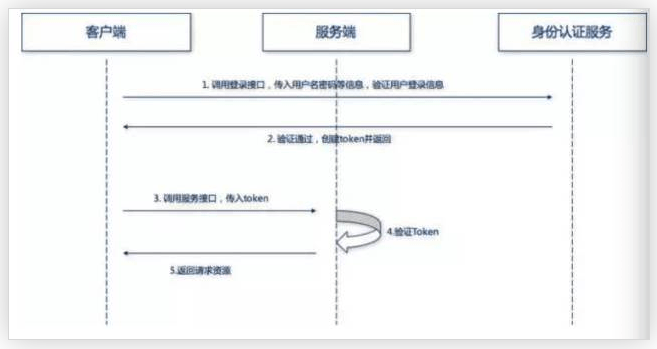 客户端
服务端
身份认证服务
1. 调用登录接口，传入用户名密码等信息，验证用户登录信息
2. 验证通过，创建token并返回
3. 调用服务接口，传入token
4.验证Token
5.返回请求资源